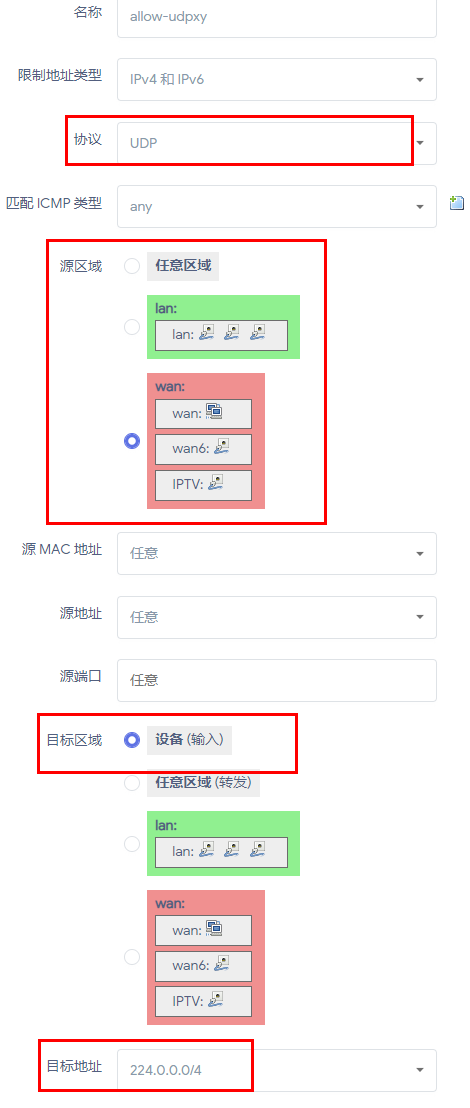 名称 allow-udpxy
限制地址类型 IPv4 和 IPv6
协议 UDP
匹配 ICMP 类型 any
源区域 任意区域
lan:
lan:
wan:
wan:
wan6:
IPTV:
源 MAC 地址 任意
源地址 任意
源端口 任意
目标区域 设备 (输入)
任意区域 (转发)
lan:
lan:
wan:
wan:
wan6:
IPTV:
目标地址 224.0.0.0/4